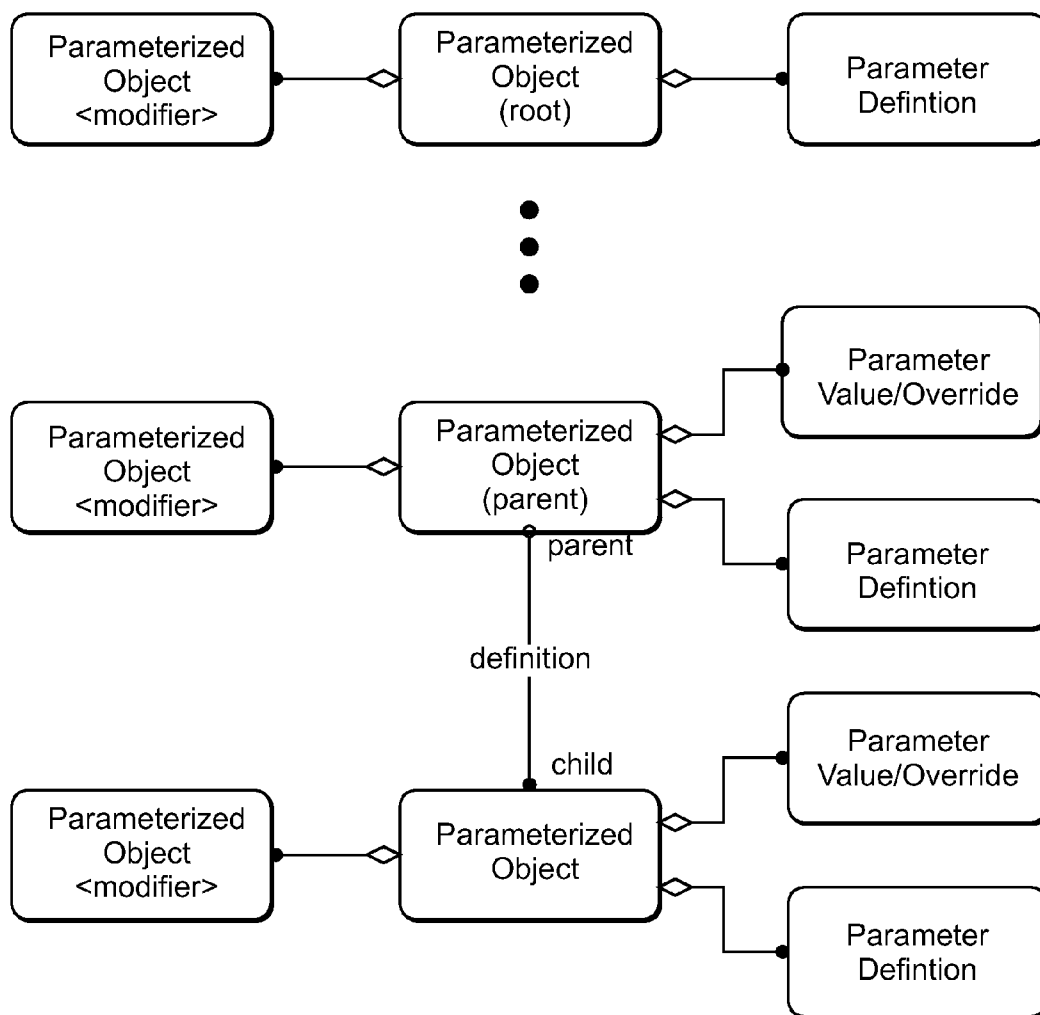 Parameterized
Object
<modifier>
Parameterized
Object
(root)
Parameter
Defintion
Parameter
Value/Override
Parameterized
Object
<modifier>
Parameterized
Object
(parent)
parent
Parameter
Defintion
definition
Parameter
Value/Override
child
Parameterized
Object
<modifier>
Parameterized
Object
Parameter
Defintion